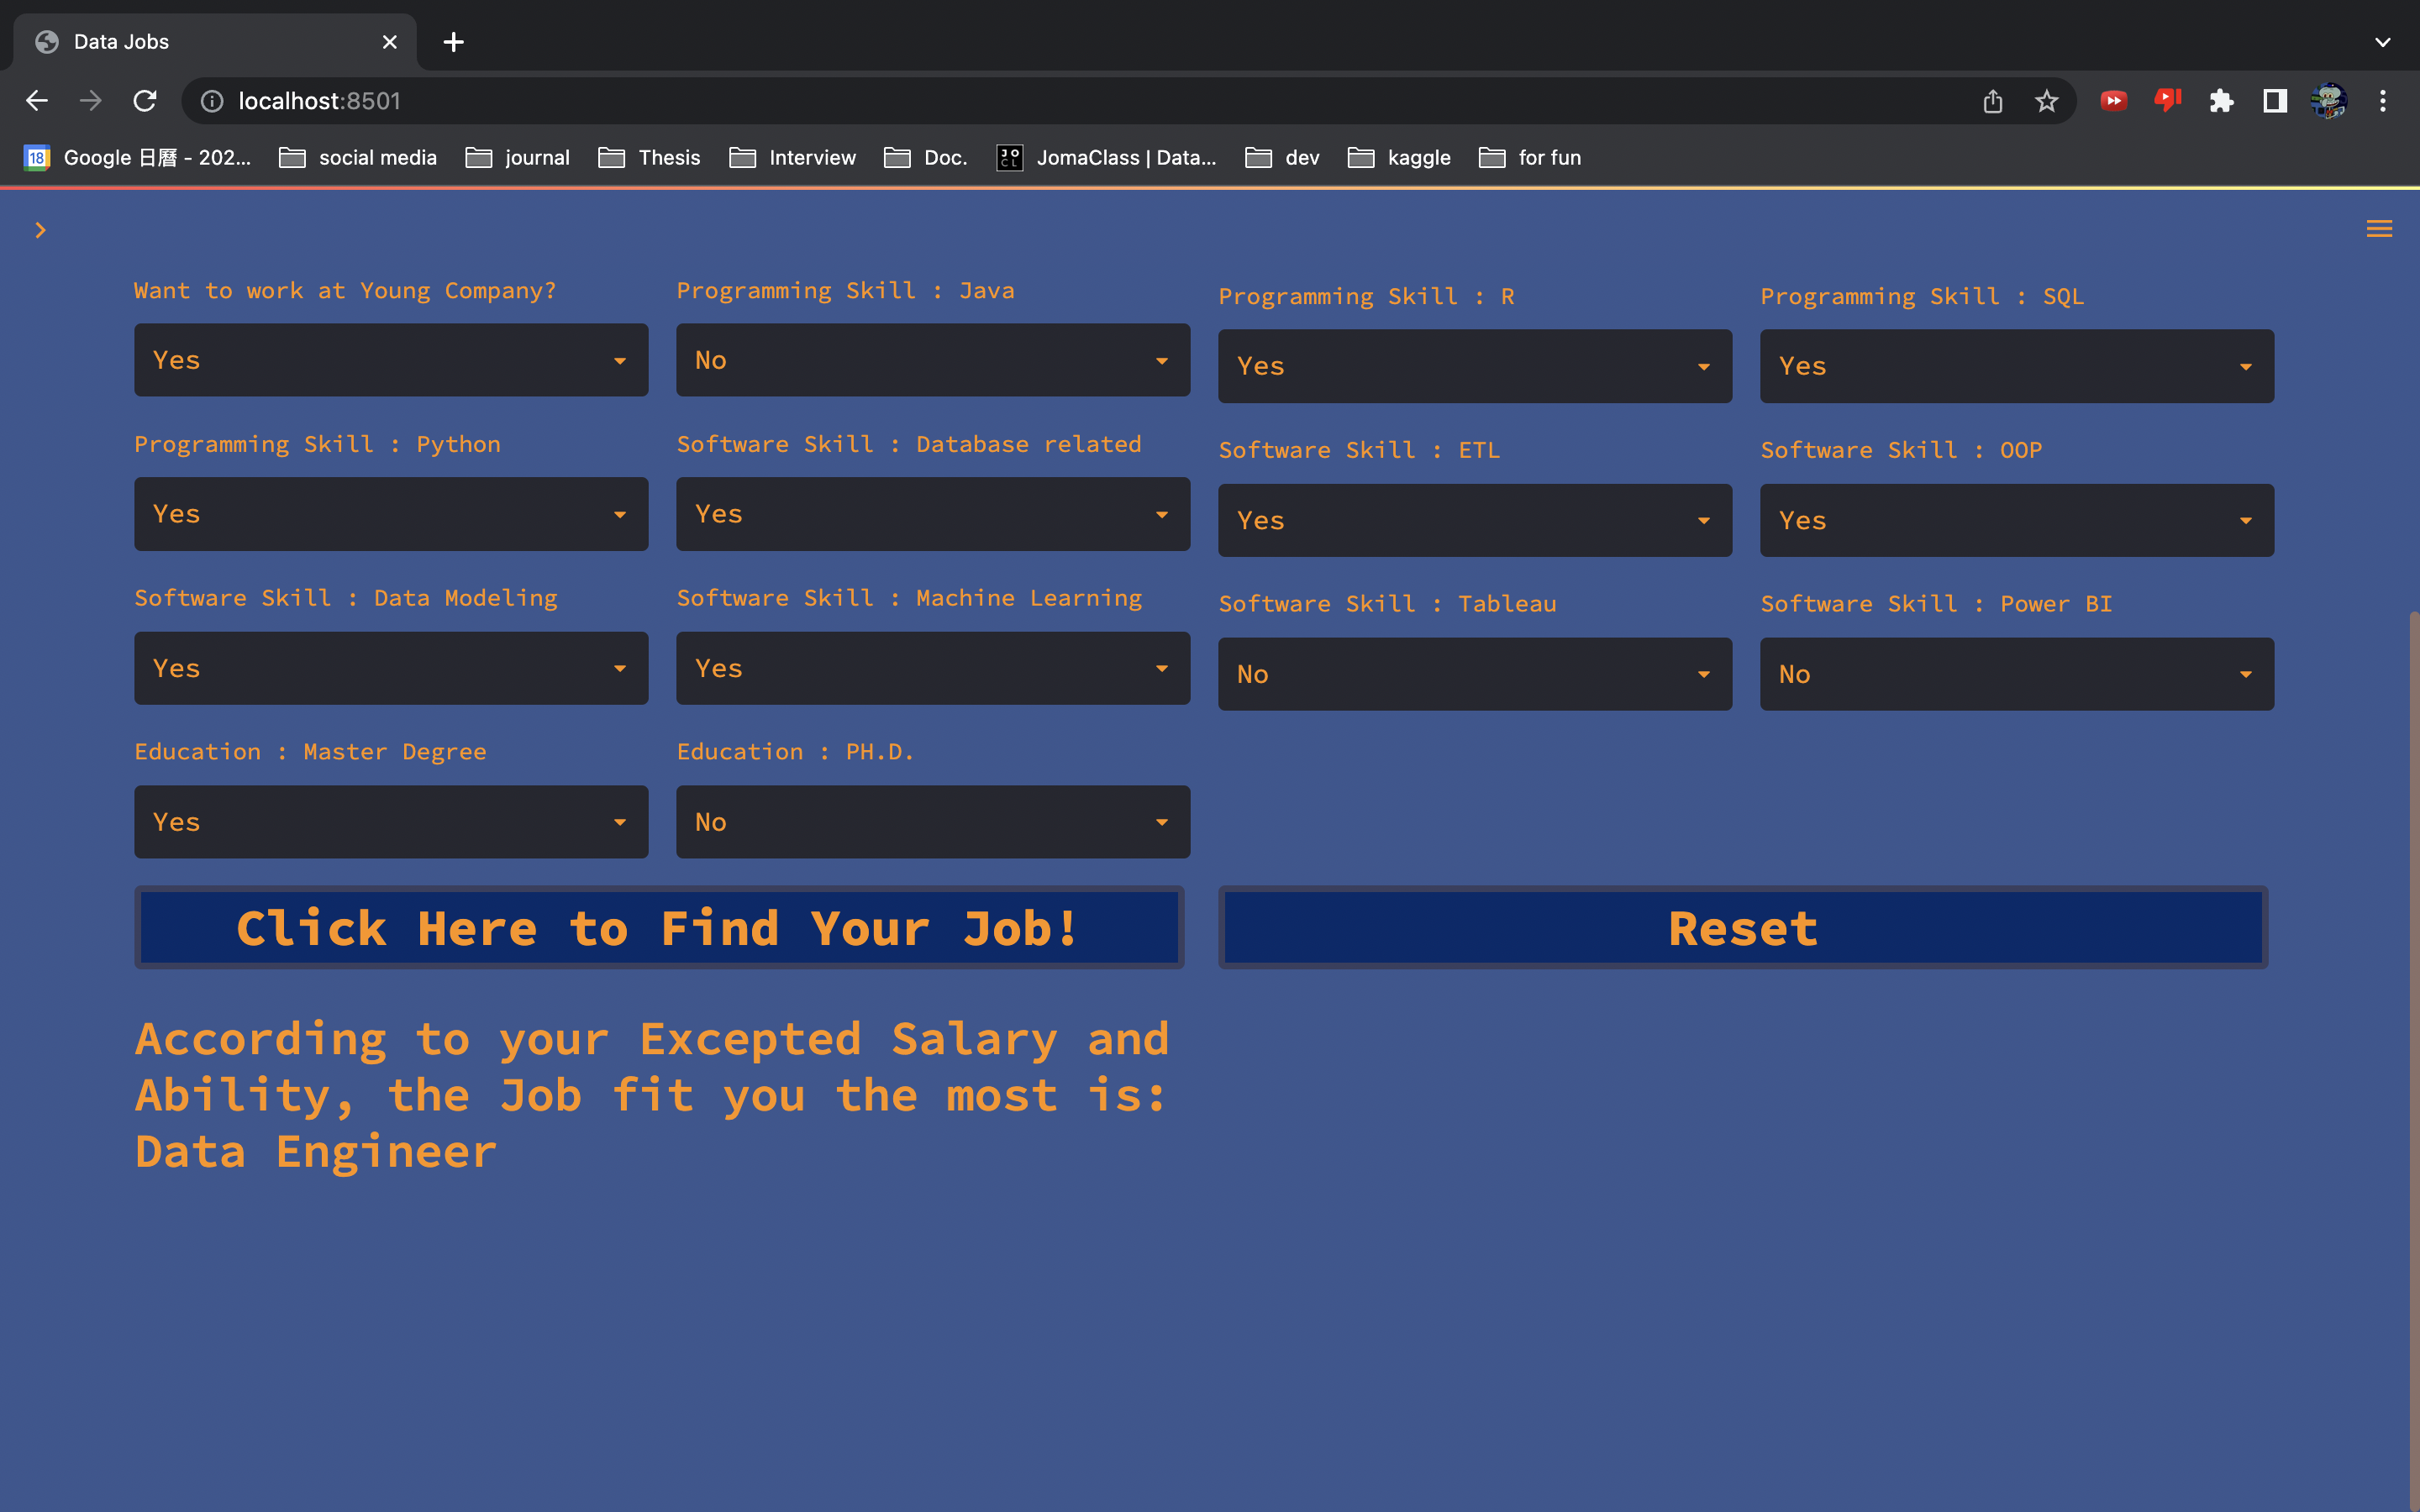 Data Jobs
localhost:8501
18 Google 日曆 - 202... social media journal Thesis Interview Doc. JOCL JomaClass | Data... dev kaggle for fun
Want to work at Young Company? Programming Skill : Java Programming Skill : R Programming Skill : SQL
Yes No Yes Yes
Programming Skill : Python Software Skill : Database related Software Skill : ETL Software Skill : OOP
Yes Yes Yes Yes
Software Skill : Data Modeling Software Skill : Machine Learning Software Skill : Tableau Software Skill : Power BI
Yes Yes No No
Education : Master Degree Education : PH.D.
Yes No
Click Here to Find Your Job! Reset
According to your Excepted Salary and
Ability, the Job fit you the most is:
Data Engineer